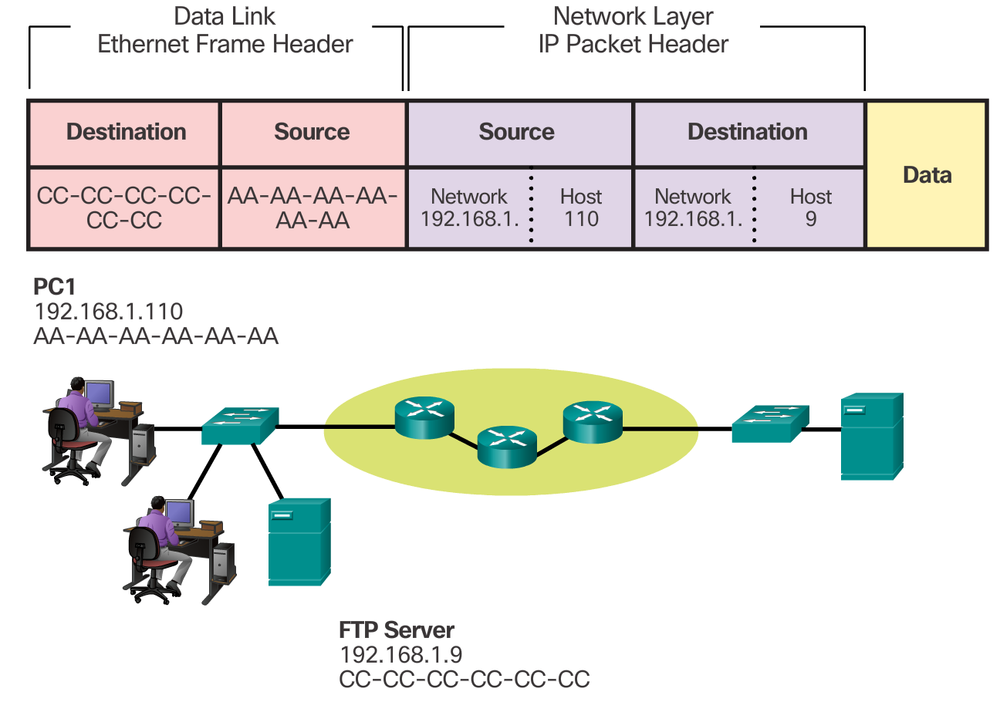 Data Link
Ethernet Frame Header
Network Layer
IP Packet Header
Destination
Source
Source
Destination
Data
CC-CC-CC-CC-
CC-CC
AA-AA-AA-AA-
AA-AA
Network
192.168.1.
Host
110
Network
192.168.1.
Host
9
PC1
192.168.1.110
AA-AA-AA-AA-AA-AA
FTP Server
192.168.1.9
CC-CC-CC-CC-CC-CC